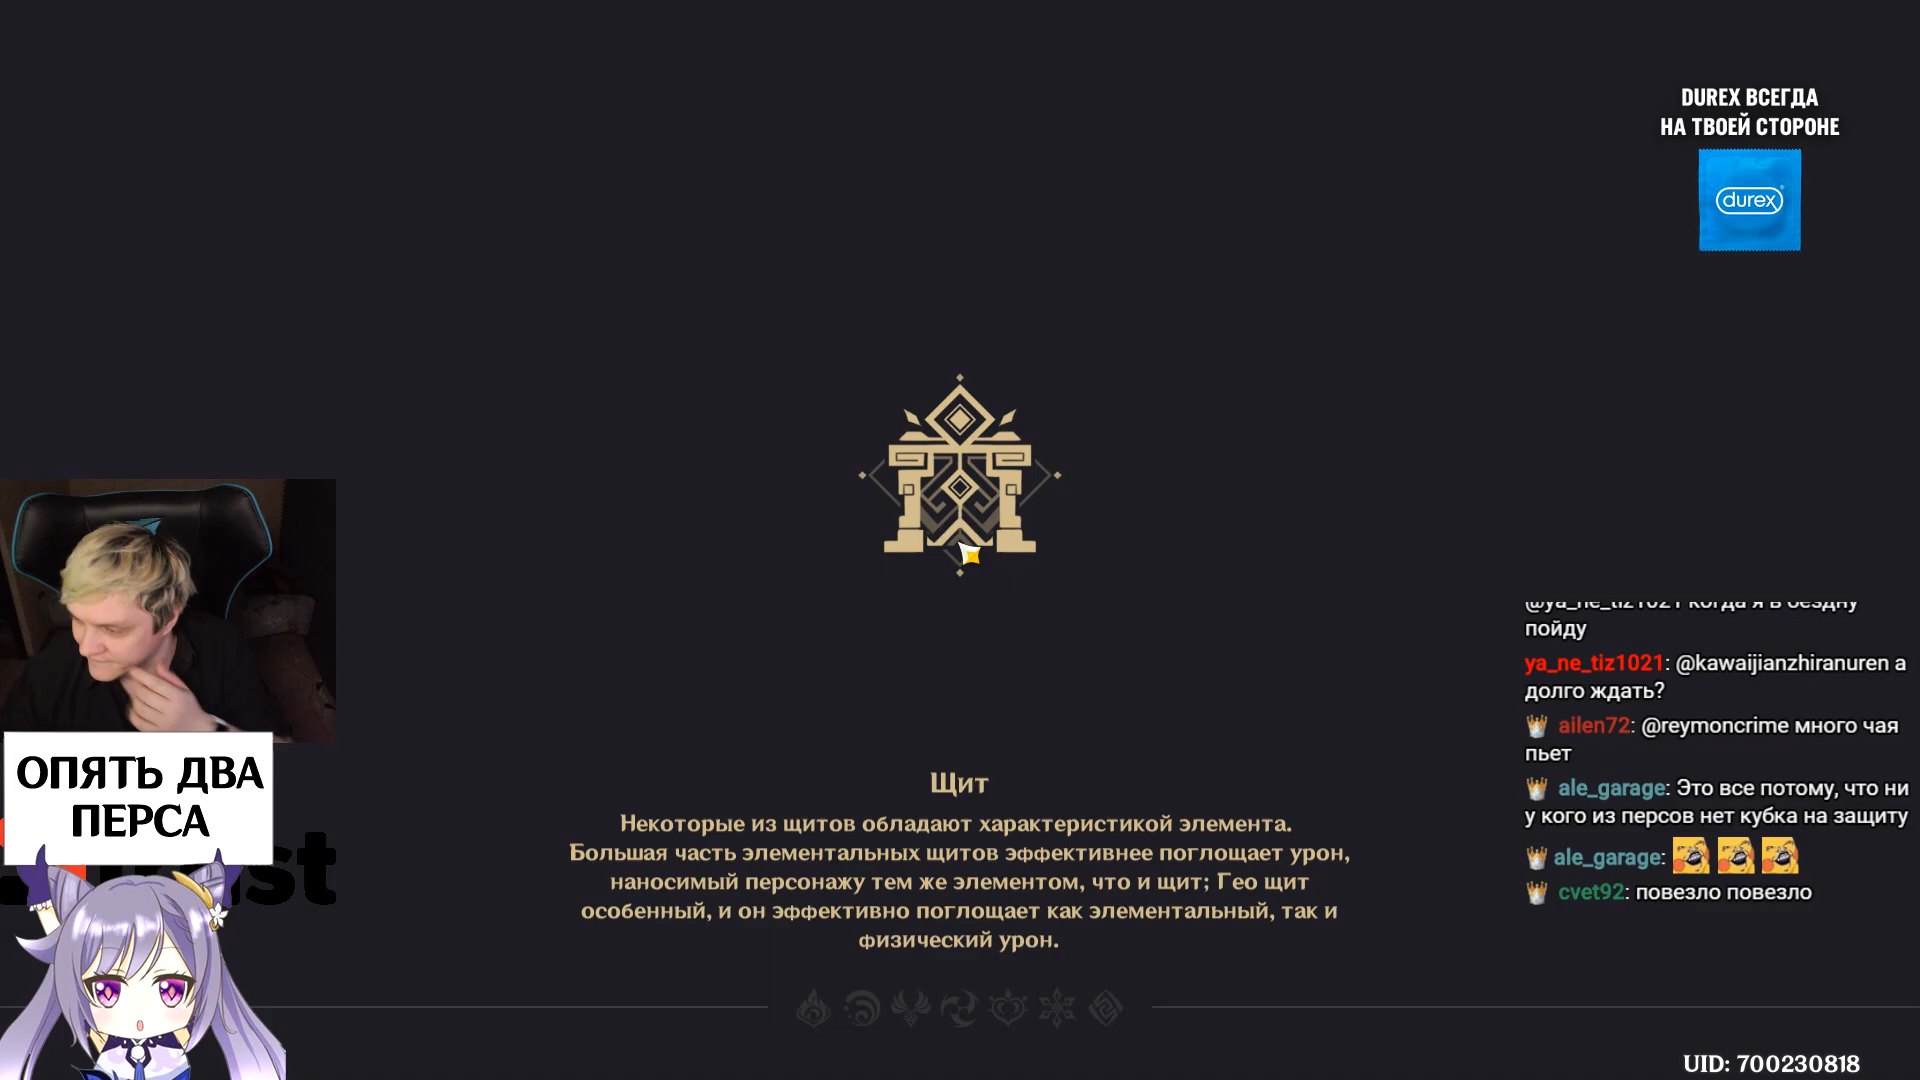 DUREX ВСЕГДА
НА ТВОЕЙ СТОРОНЕ
durex
@ya_ne_tiz1021 когда я в бездну
пойду
ya_ne_tiz1021: @kawaijianzhiranuren а
долго ждать?
ailen72: @reymoncrime много чая
пьет
ale_garage: Это все потому, что ни
у кого из персов нет кубка на защиту
ale_garage:
cvet92: повезло повезло
ОПЯТЬ ДВА
ПЕРСА
Щит
Некоторые из щитов обладают характеристикой элемента.
Большая часть элементальных щитов эффективнее поглощает урон,
наносимый персонажу тем же элементом, что и щит; Гео щит
особенный, и он эффективно поглощает как элементальный, так и
физический урон.
UID: 700230818